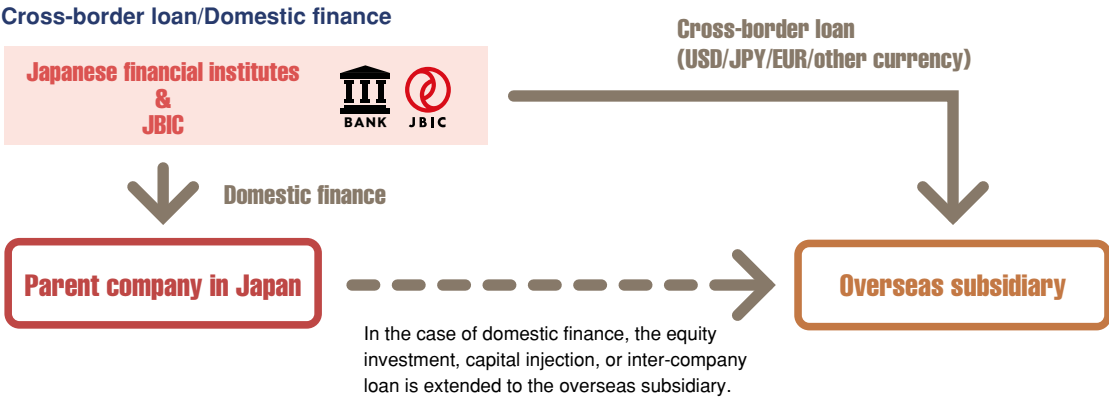 Cross-border loan/Domestic finance
Japanese financial institutes
&
JBIC
BANK
JBIC
Cross-border loan
(USD/JPY/EUR/other currency)
Domestic finance
Parent company in Japan
Overseas subsidiary
In the case of domestic finance, the equity
investment, capital injection, or inter-company
loan is extended to the overseas subsidiary.